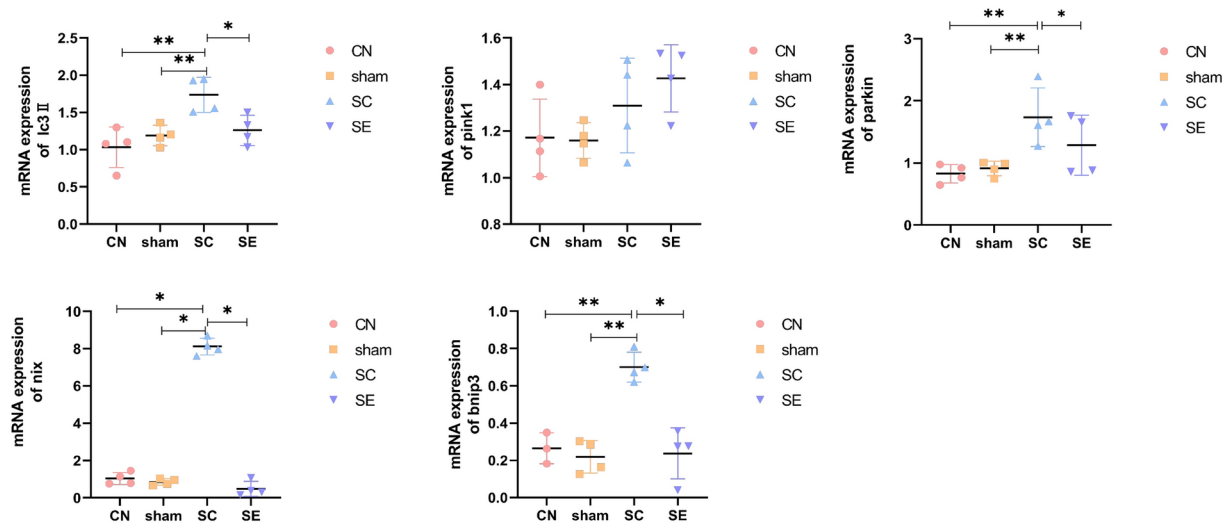 mRNA expression
of lc3 Ⅱ
2.5
2.0
1.5
1.0
0.5
0.0
**
**
*
CN sham SC SE
CN
sham
SC
SE
mRNA expression
of pink1
1.6
1.4
1.2
1.0
0.8
CN sham SC SE
CN
sham
SC
SE
mRNA expression
of parkin
3
2
1
0
**
*
**
CN sham SC SE
CN
sham
SC
SE
mRNA expression
of nix
10
8
6
4
2
0
*
*
*
CN sham SC SE
CN
sham
SC
SE
mRNA expression
of bnip3
1.0
0.8
0.6
0.4
0.2
0.0
**
*
**
CN sham SC SE
CN
sham
SC
SE